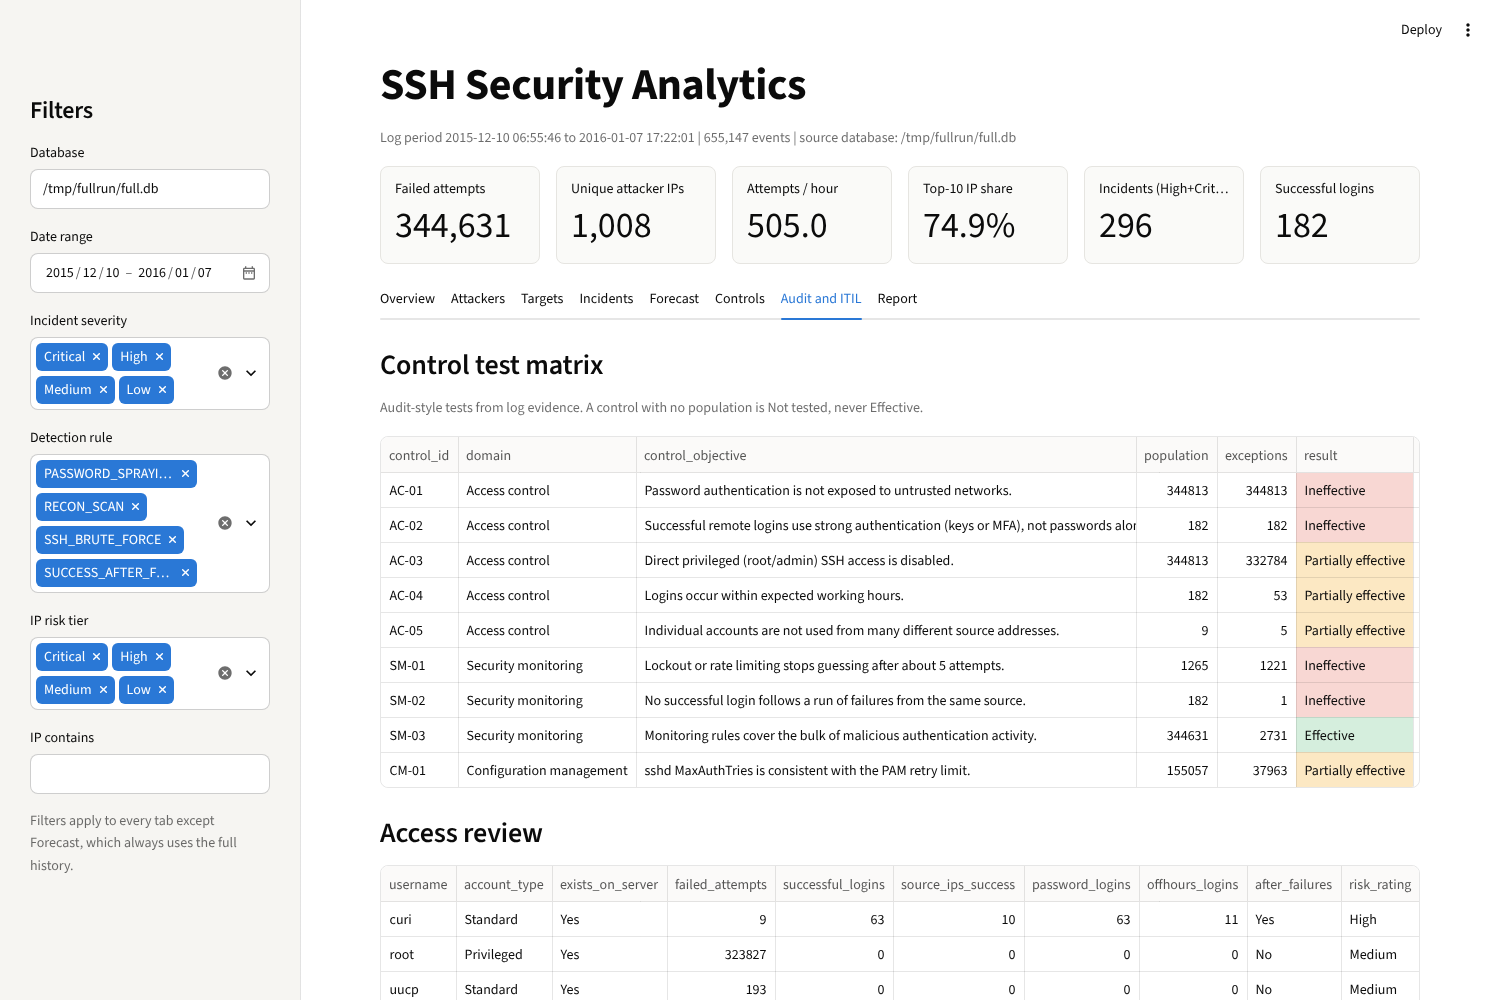 Deploy
Filters
Database
/tmp/fullrun/full.db
Date range
2015/12/10 – 2016/01/07
Incident severity
Critical × High ×
Medium × Low ×
Detection rule
PASSWORD_SPRAYI... ×
RECON_SCAN ×
SSH_BRUTE_FORCE ×
SUCCESS_AFTER_F... ×
IP risk tier
Critical × High ×
Medium × Low ×
IP contains
Filters apply to every tab except
Forecast, which always uses the full
history.
SSH Security Analytics
Log period 2015-12-10 06:55:46 to 2016-01-07 17:22:01 | 655,147 events | source database: /tmp/fullrun/full.db
Failed attempts
344,631
Unique attacker IPs
1,008
Attempts / hour
505.0
Top-10 IP share
74.9%
Incidents (High+Crit...
296
Successful logins
182
Overview Attackers Targets Incidents Forecast Controls Audit and ITIL Report
Control test matrix
Audit-style tests from log evidence. A control with no population is Not tested, never Effective.
control_id domain control_objective population exceptions result
AC-01 Access control Password authentication is not exposed to untrusted networks. 344813 344813 Ineffective
AC-02 Access control Successful remote logins use strong authentication (keys or MFA), not passwords alor 182 182 Ineffective
AC-03 Access control Direct privileged (root/admin) SSH access is disabled. 344813 332784 Partially effective
AC-04 Access control Logins occur within expected working hours. 182 53 Partially effective
AC-05 Access control Individual accounts are not used from many different source addresses. 9 5 Partially effective
SM-01 Security monitoring Lockout or rate limiting stops guessing after about 5 attempts. 1265 1221 Ineffective
SM-02 Security monitoring No successful login follows a run of failures from the same source. 182 1 Ineffective
SM-03 Security monitoring Monitoring rules cover the bulk of malicious authentication activity. 344631 2731 Effective
CM-01 Configuration management sshd MaxAuthTries is consistent with the PAM retry limit. 155057 37963 Partially effective
Access review
username account_type exists_on_server failed_attempts successful_logins source_ips_success password_logins offhours_logins after_failures risk_rating
curi Standard Yes 9 63 10 63 11 Yes High
root Privileged Yes 323827 0 0 0 0 No Medium
uucp Standard Yes 193 0 0 0 0 No Medium